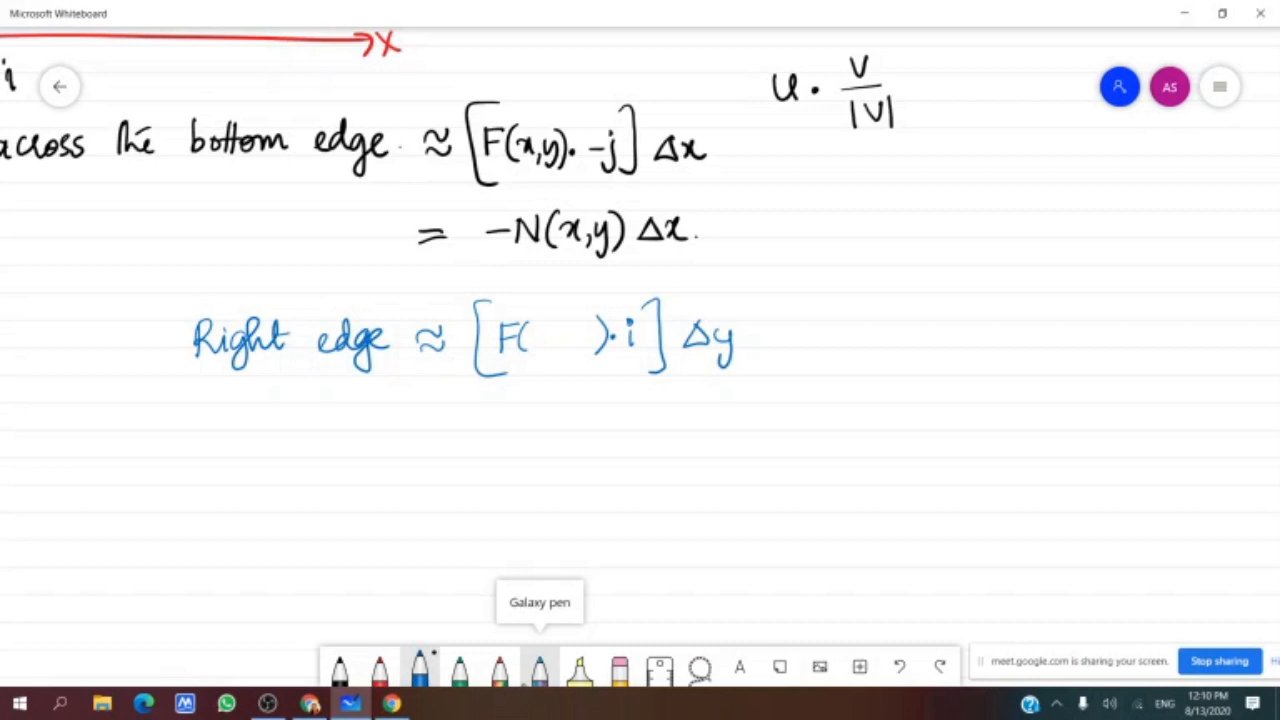 Microsoft Whiteboard
X
i
u · v/|v|
AS
across the bottom edge. ≈ [F(x,y)· -j] Δx
= -N(x,y) Δx.
Right edge ≈ [F( )·i] Δy
Galaxy pen
A
meet.google.com is sharing your screen.
Stop sharing
Hi
12:10 PM
ENG
8/13/2020